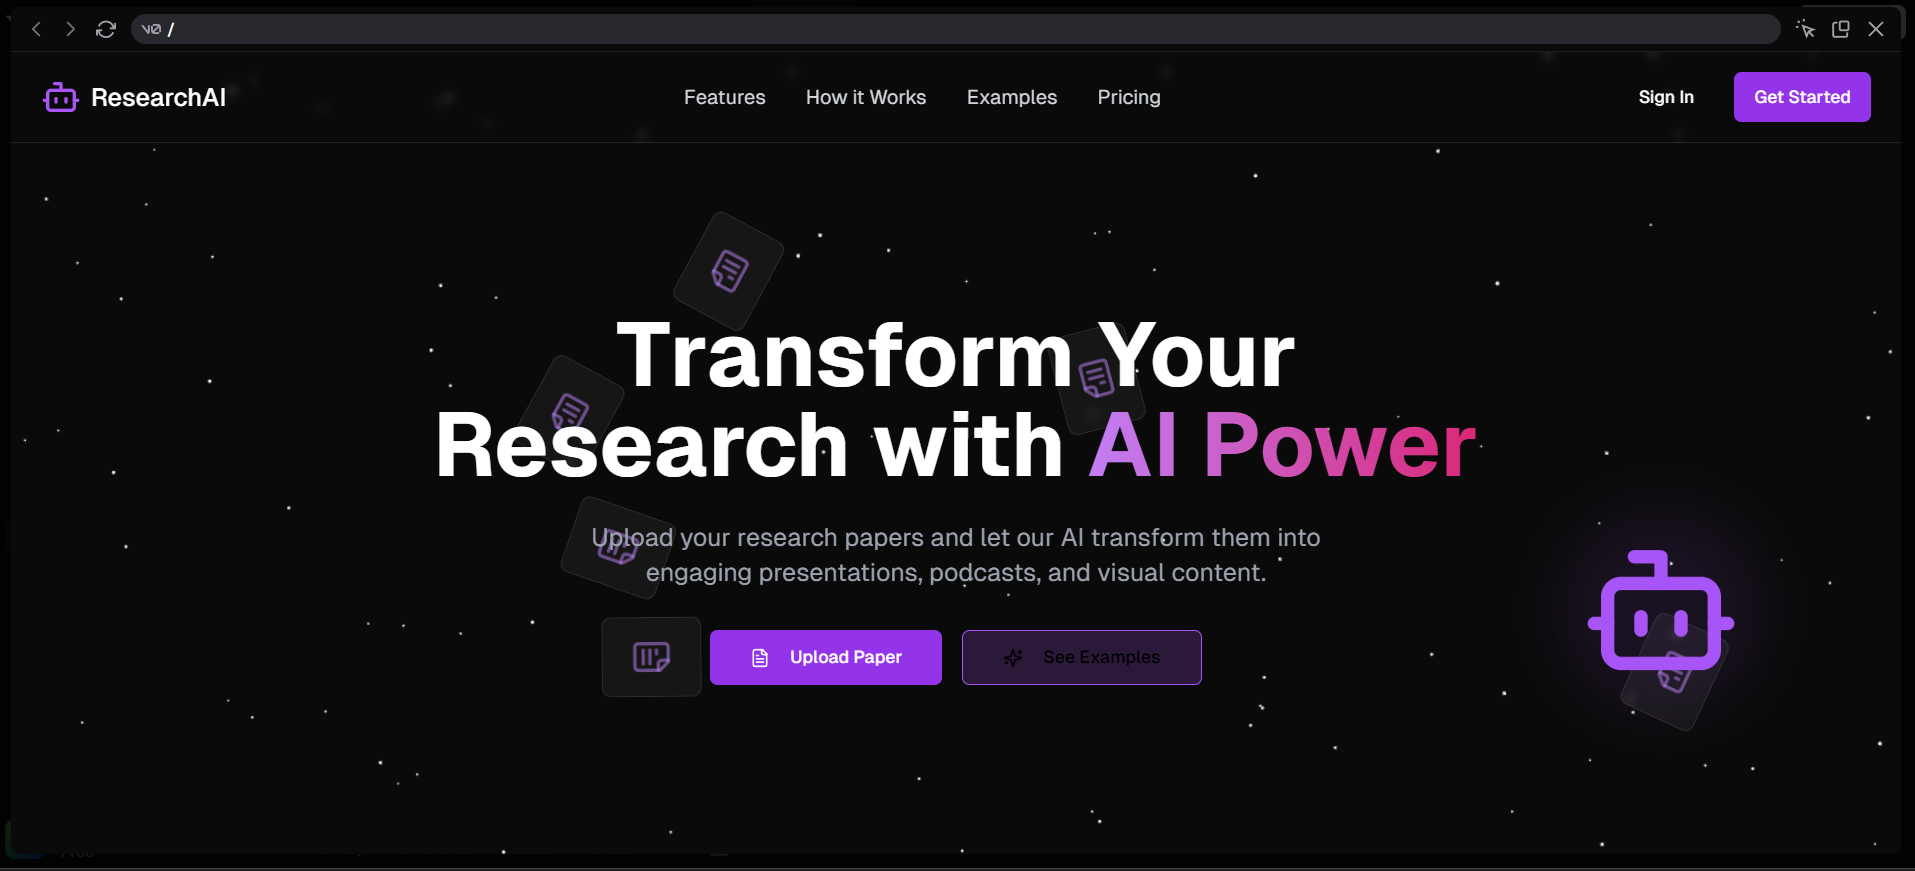 v0 /
ResearchAI
Features
How it Works
Examples
Pricing
Sign In
Get Started
Transform Your
Research with AI Power
Upload your research papers and let our AI transform them into
engaging presentations, podcasts, and visual content.
Upload Paper
See Examples